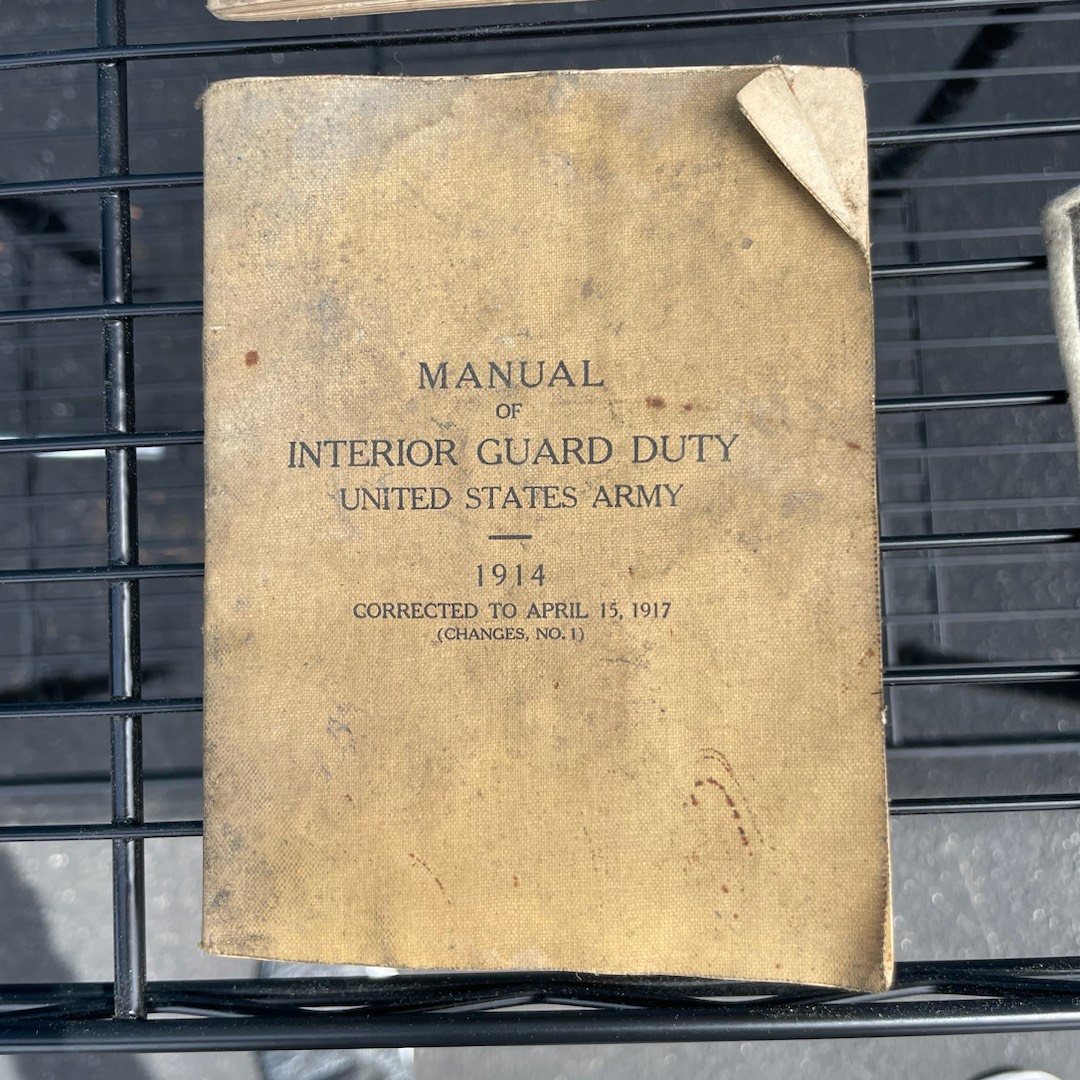 MANUAL
OF
INTERIOR GUARD DUTY
UNITED STATES ARMY
1914
CORRECTED TO APRIL 15, 1917
(CHANGES, NO. 1)